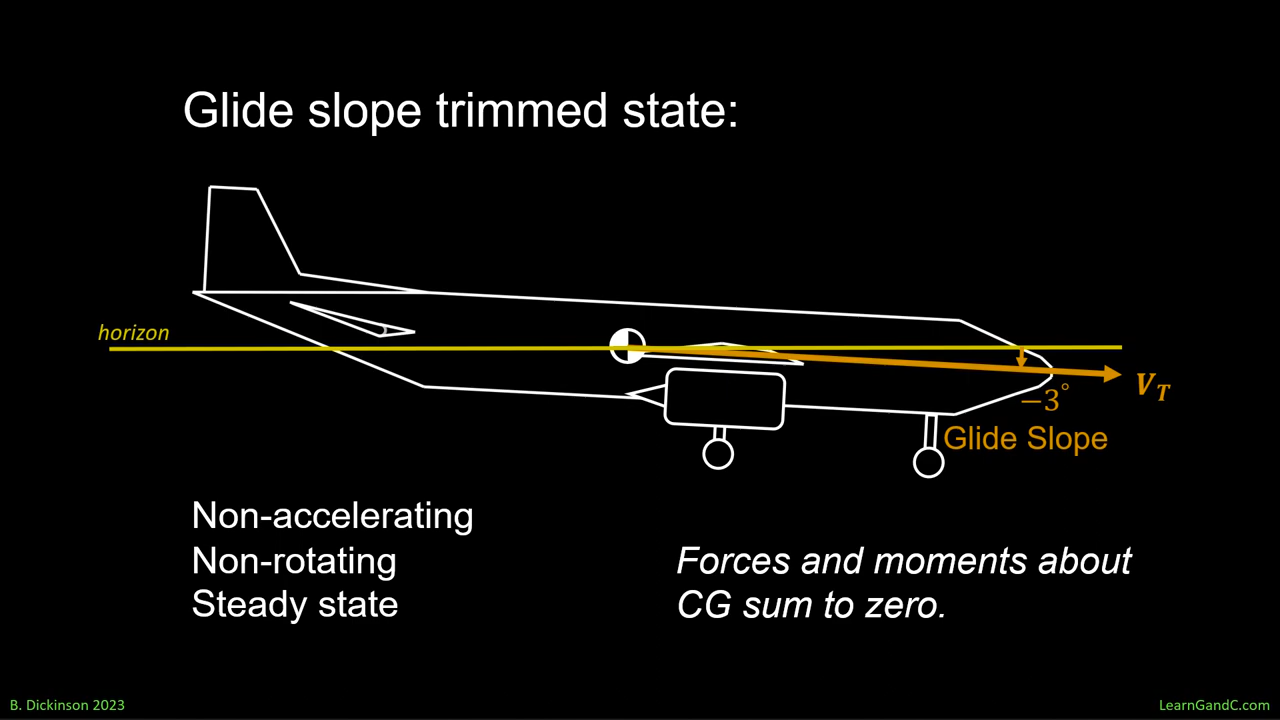 Glide slope trimmed state:
horizon
V_T
−3°
Glide Slope
Non-accelerating
Non-rotating
Steady state
Forces and moments about
CG sum to zero.
B. Dickinson 2023
LearnGandC.com